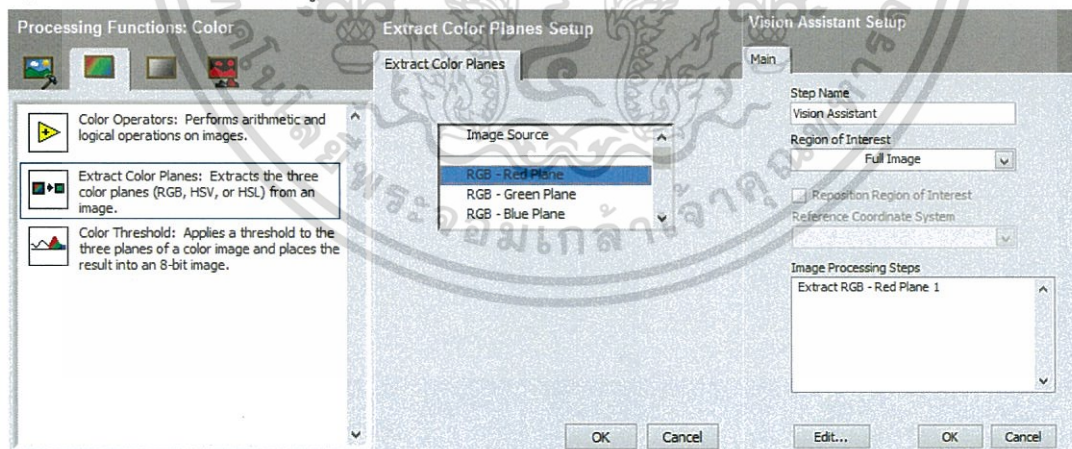 Processing Functions: Color
Color Operators: Performs arithmetic and
logical operations on images.
Extract Color Planes: Extracts the three
color planes (RGB, HSV, or HSL) from an
image.
Color Threshold: Applies a threshold to the
three planes of a color image and places the
result into an 8-bit image.
Extract Color Planes Setup
Extract Color Planes
Image Source
RGB - Red Plane
RGB - Green Plane
RGB - Blue Plane
OK
Cancel
Vision Assistant Setup
Main
Step Name
Vision Assistant
Region of Interest
Full Image
Reposition Region of Interest
Reference Coordinate System
Image Processing Steps
Extract RGB - Red Plane 1
Edit...
OK
Cancel